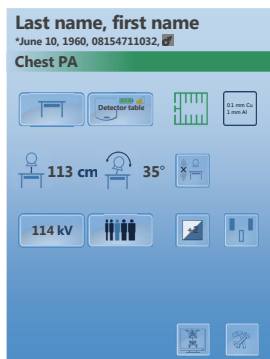 Last name, first name
*June 10, 1960, 08154711032,
Chest PA
Detector table
0.1 mm Cu
1 mm Al
113 cm
35°
114 kV
+2